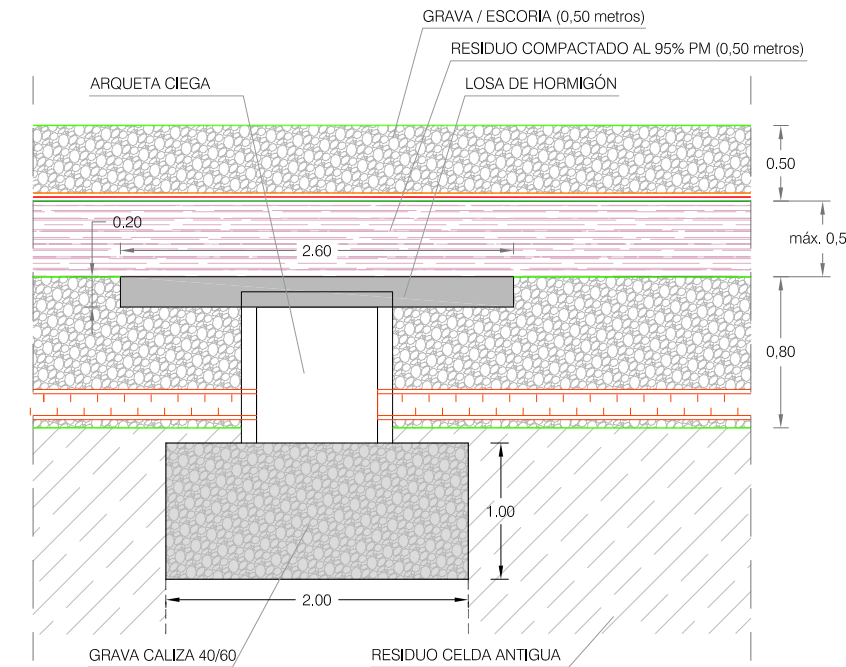 GRAVA / ESCORIA (0,50 metros)
RESIDUO COMPACTADO AL 95% PM (0,50 metros)
ARQUETA CIEGA
LOSA DE HORMIGÓN
0.50
0.20
máx. 0,5
2.60
0,80
1.00
2.00
GRAVA CALIZA 40/60
RESIDUO CELDA ANTIGUA